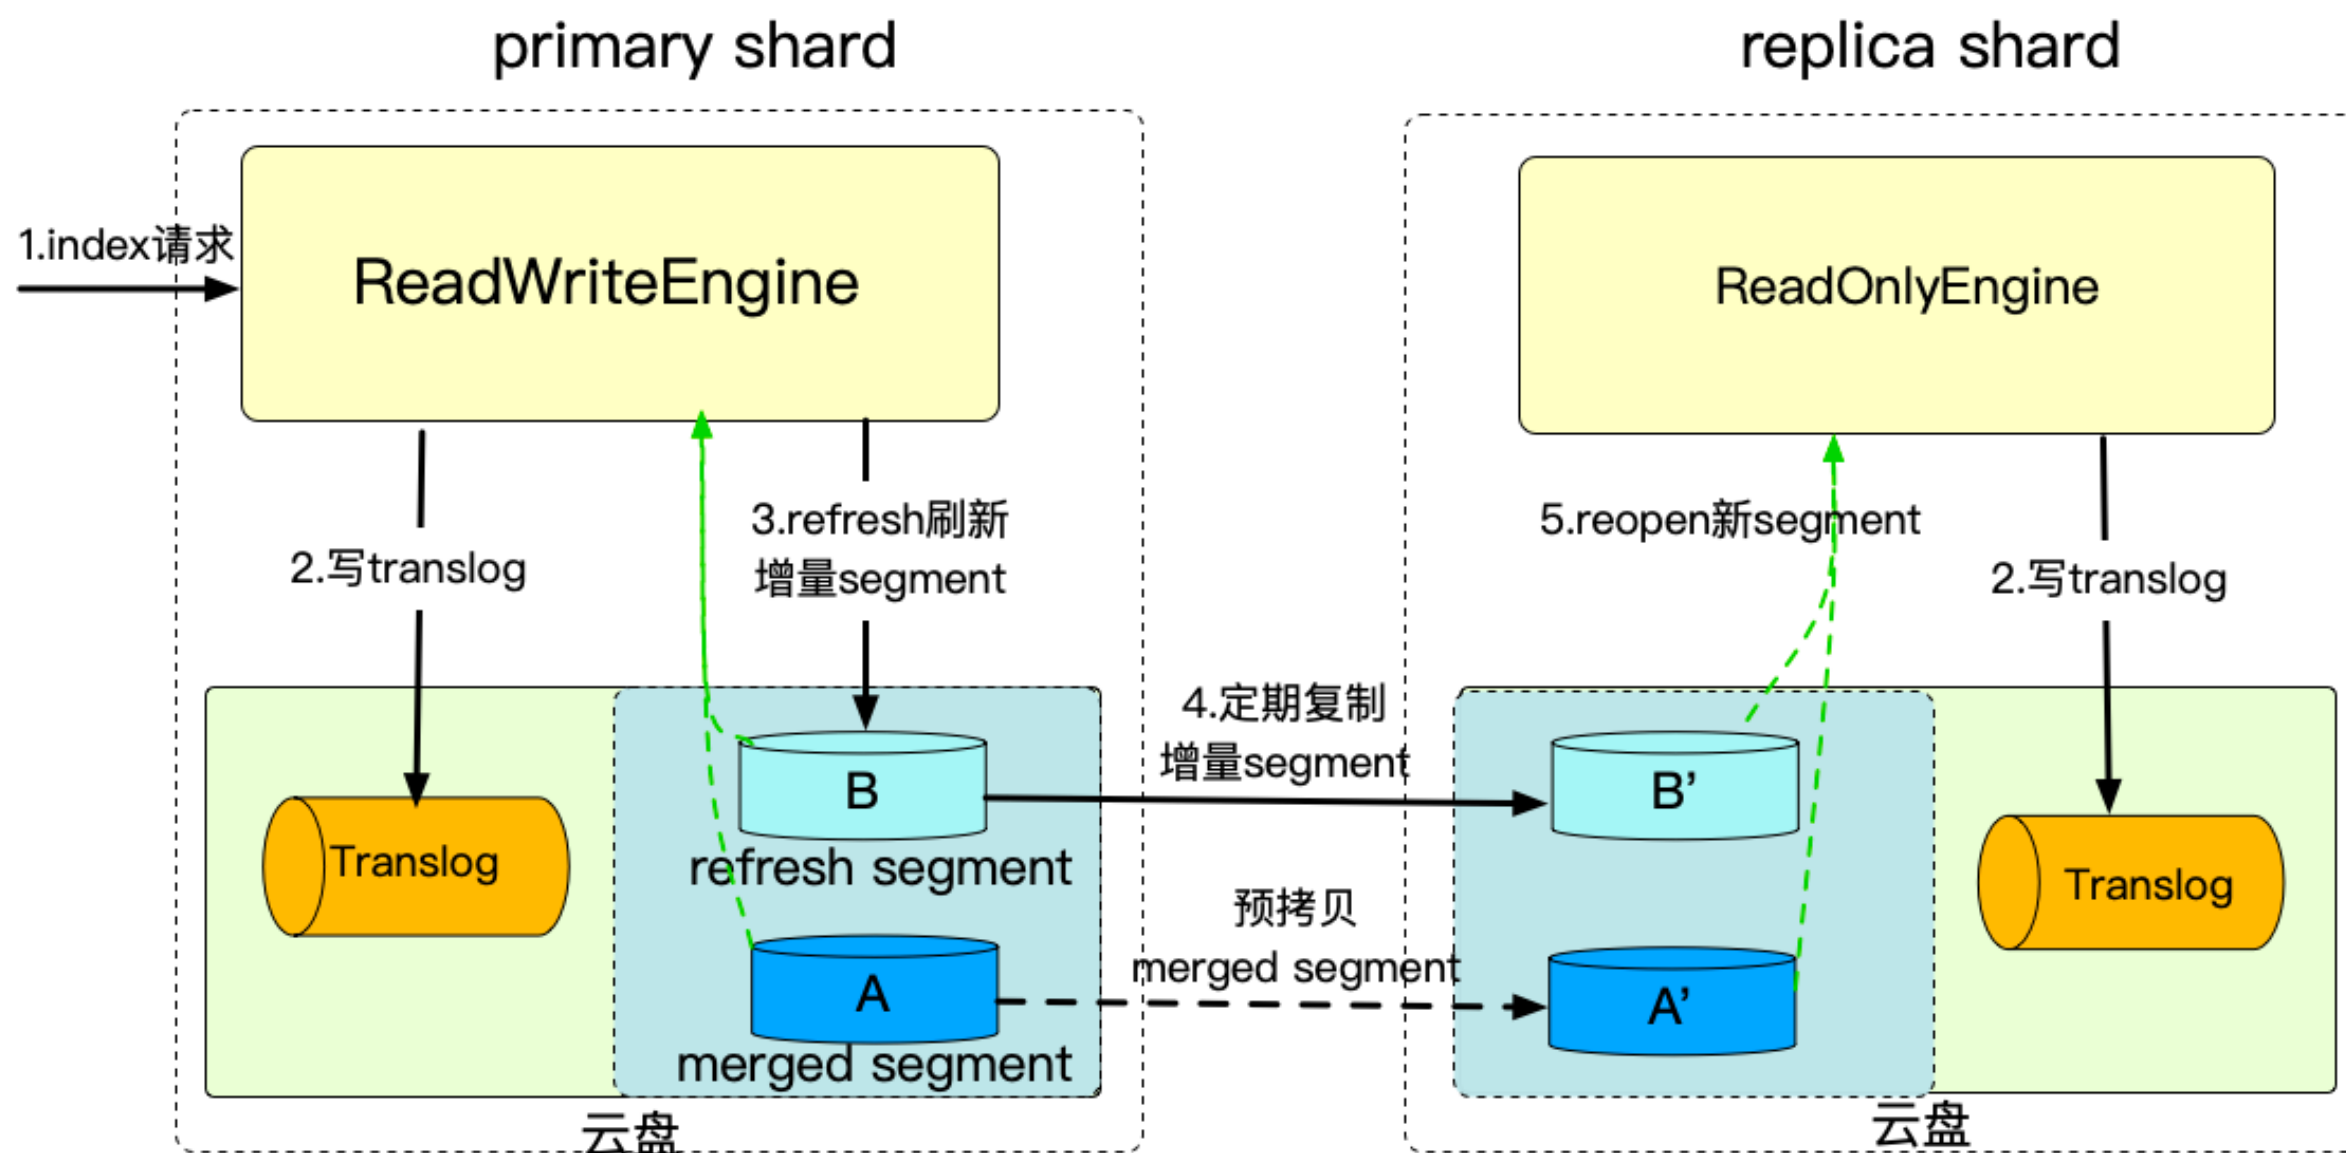 primary shard
replica shard
1.index请求
ReadWriteEngine
ReadOnlyEngine
2.写translog
3.refresh刷新
增量segment
5.reopen新segment
2.写translog
4.定期复制
增量segment
Translog
B
refresh segment
A
merged segment
预拷贝
merged segment
B’
A’
Translog
云盘
云盘